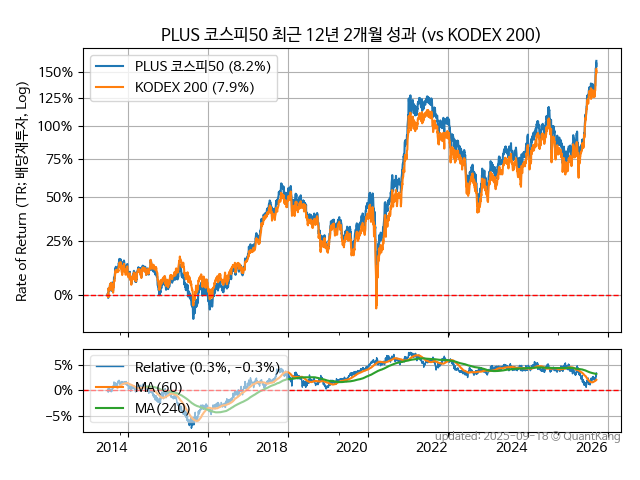 PLUS 코스피50 최근 12년 2개월 성과 (vs KODEX 200)
Rate of Return (TR: 배당재투자, Log)
150%
125%
100%
75%
50%
25%
0%
PLUS 코스피50 (8.2%)
KODEX 200 (7.9%)
5%
0%
−5%
Relative (0.3%, −0.3%)
MA(60)
MA(240)
2014 2016 2018 2020 2022 2024 2026
updated: 2025-09-18 © QuantKang